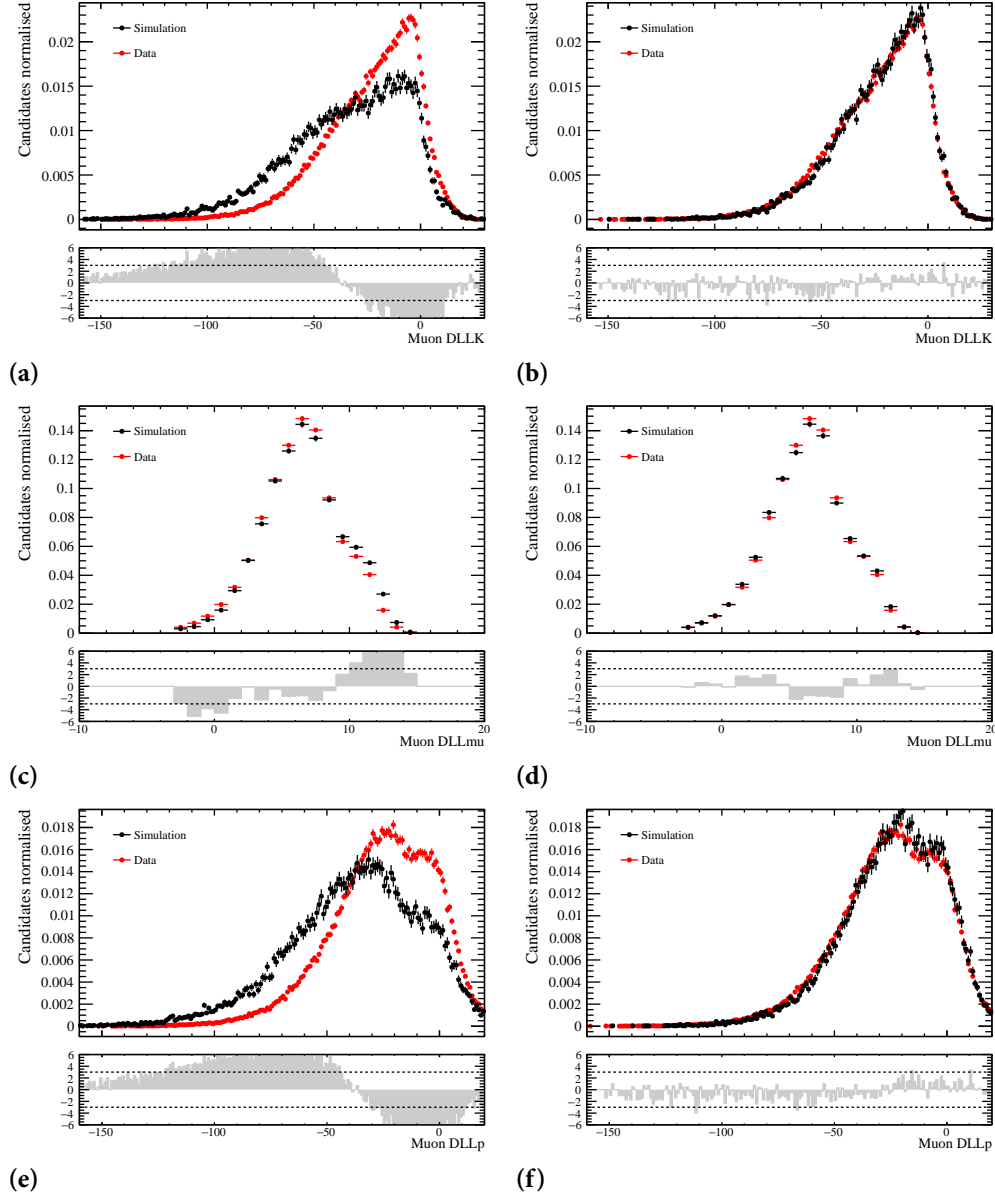 Candidates normalised
0.02
0.015
0.01
0.005
0
Simulation
Data
6
4
2
0
−2
−4
−6
−150 −100 −50 0
Muon DLLK
(a)
Candidates normalised
0.02
0.015
0.01
0.005
0
Simulation
Data
6
4
2
0
−2
−4
−6
−150 −100 −50 0
Muon DLLK
(b)
Candidates normalised
0.14
0.12
0.1
0.08
0.06
0.04
0.02
0
Simulation
Data
6
4
2
0
−2
−4
−6
−10 0 10 20
Muon DLLmu
(c)
Candidates normalised
0.14
0.12
0.1
0.08
0.06
0.04
0.02
0
Simulation
Data
6
4
2
0
−2
−4
−6
−10 0 10 20
Muon DLLmu
(d)
Candidates normalised
0.018
0.016
0.014
0.012
0.01
0.008
0.006
0.004
0.002
0
Simulation
Data
6
4
2
0
−2
−4
−6
−150 −100 −50 0
Muon DLLp
(e)
Candidates normalised
0.018
0.016
0.014
0.012
0.01
0.008
0.006
0.004
0.002
0
Simulation
Data
6
4
2
0
−2
−4
−6
−150 −100 −50 0
Muon DLLp
(f)